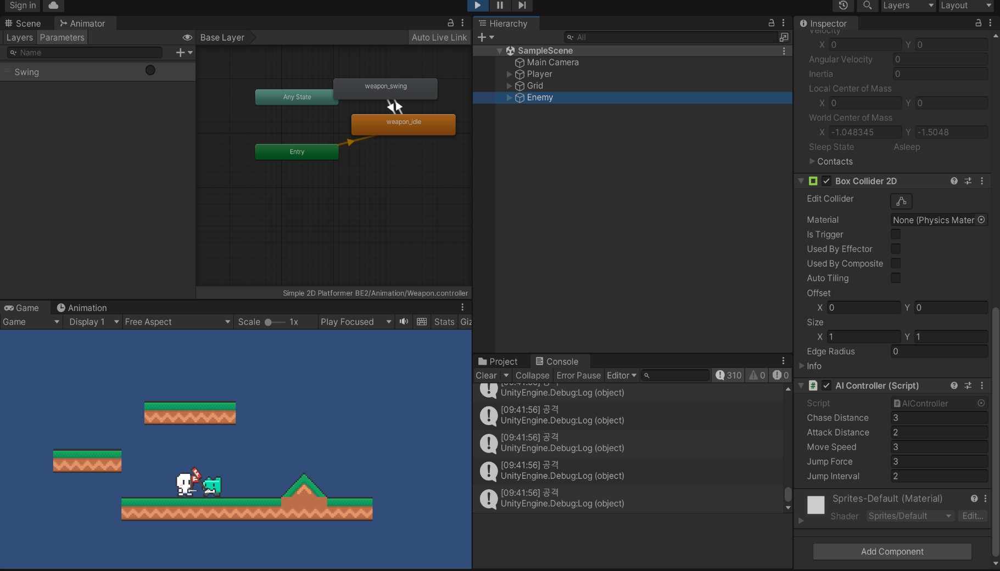 Sign in
Layers
Layout
Scene
Animator
Layers
Parameters
Base Layer
Auto Live Link
Name
Swing
weapon_swing
Any State
weapon_idle
Entry
Simple 2D Platformer BE2/Animation/Weapon.controller
Game
Animation
Game
Display 1
Free Aspect
Scale
1x
Play Focused
Stats
Giz
Hierarchy
All
SampleScene
Main Camera
Player
Grid
Enemy
Project
Console
Clear
Collapse
Error Pause
Editor
310
0
0
UnityEngine.Debug:Log (object)
[09:41:56] 공격
UnityEngine.Debug:Log (object)
[09:41:56] 공격
UnityEngine.Debug:Log (object)
[09:41:56] 공격
UnityEngine.Debug:Log (object)
[09:41:56] 공격
UnityEngine.Debug:Log (object)
Inspector
Velocity
X 0 Y 0
Angular Velocity 0
Inertia 0
Local Center of Mass
X 0 Y 0
World Center of Mass
X -1.048345 Y -1.5048
Sleep State Asleep
Contacts
Box Collider 2D
Edit Collider
Material None (Physics Mater
Is Trigger
Used By Effector
Used By Composite
Auto Tiling
Offset
X 0 Y 0
Size
X 1 Y 1
Edge Radius 0
Info
# AI Controller (Script)
Script # AIController
Chase Distance 3
Attack Distance 2
Move Speed 3
Jump Force 3
Jump Interval 2
Sprites-Default (Material)
Shader Sprites/Default Edit...
Add Component